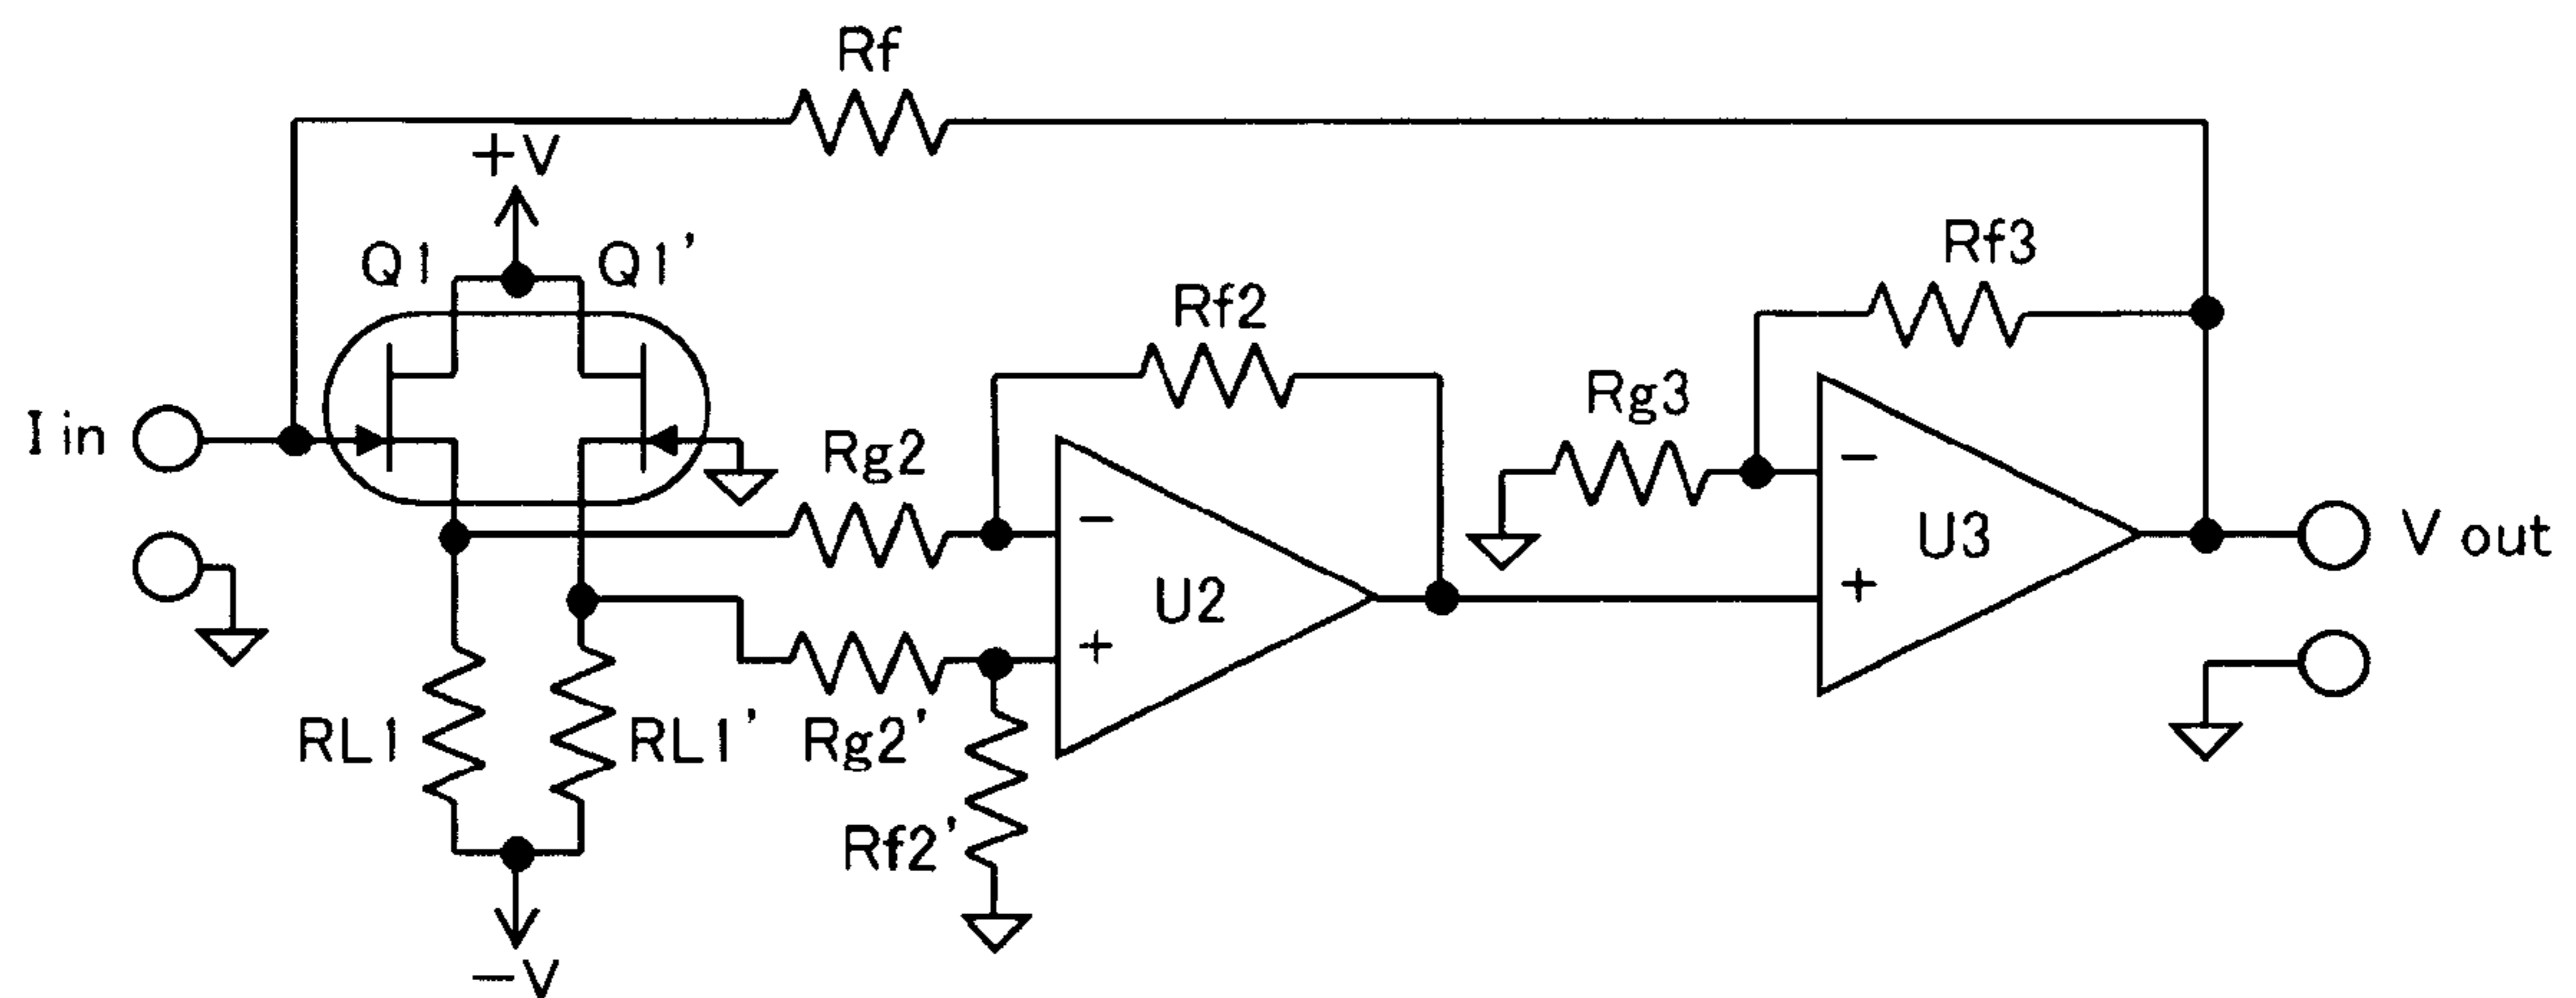 Rf
+V
Q1
Q1'
Rf3
Rf2
Rg3
I in
Rg2
−
−
U3
V out
+
U2
+
RL1
RL1'
Rg2'
Rf2'
−V